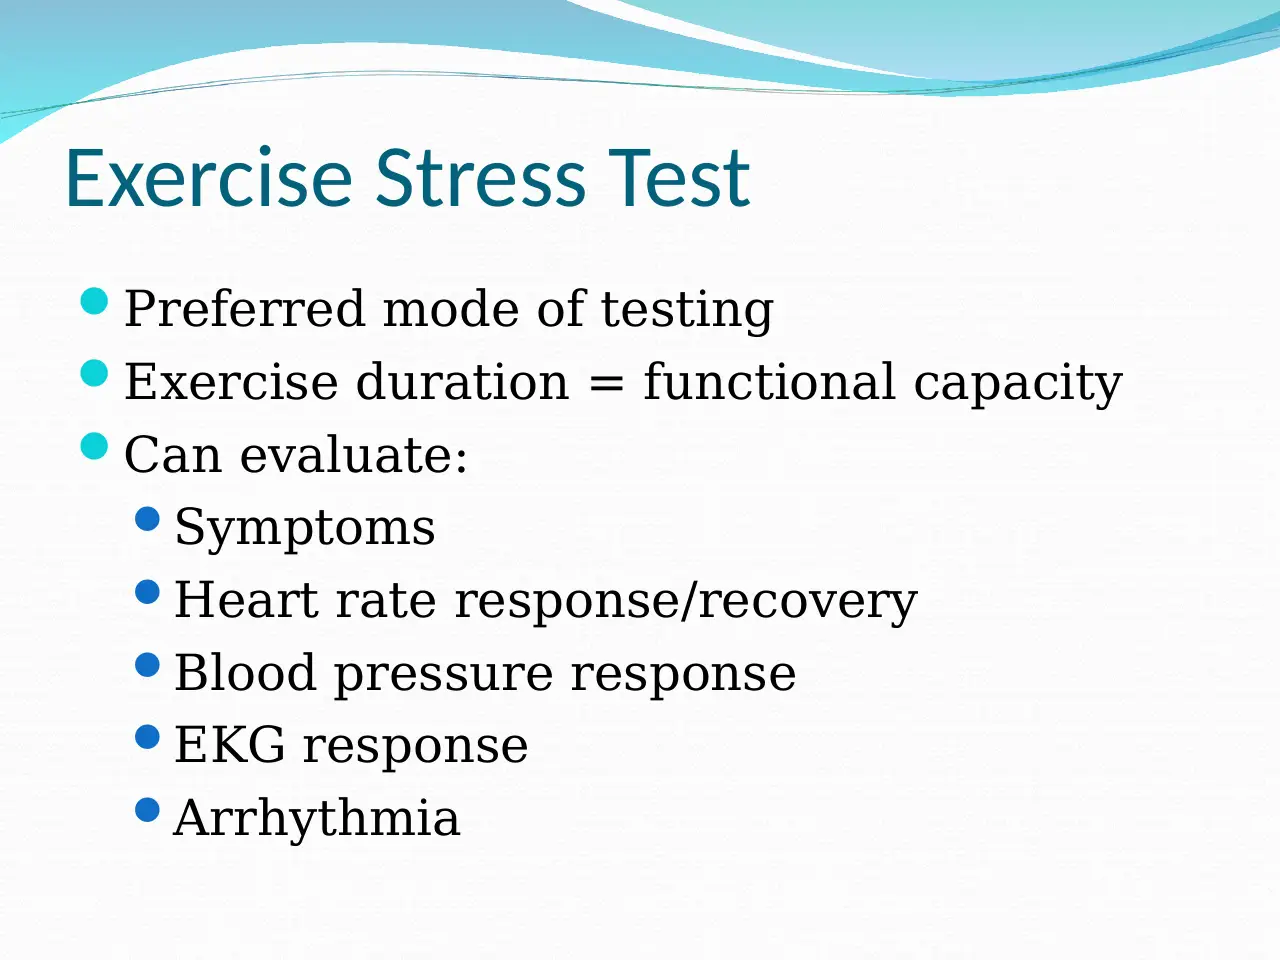 Exercise Stress Test
Preferred mode of testing
Exercise duration = functional capacity
Can evaluate:
Symptoms
Heart rate response/recovery
Blood pressure response
EKG response
Arrhythmia